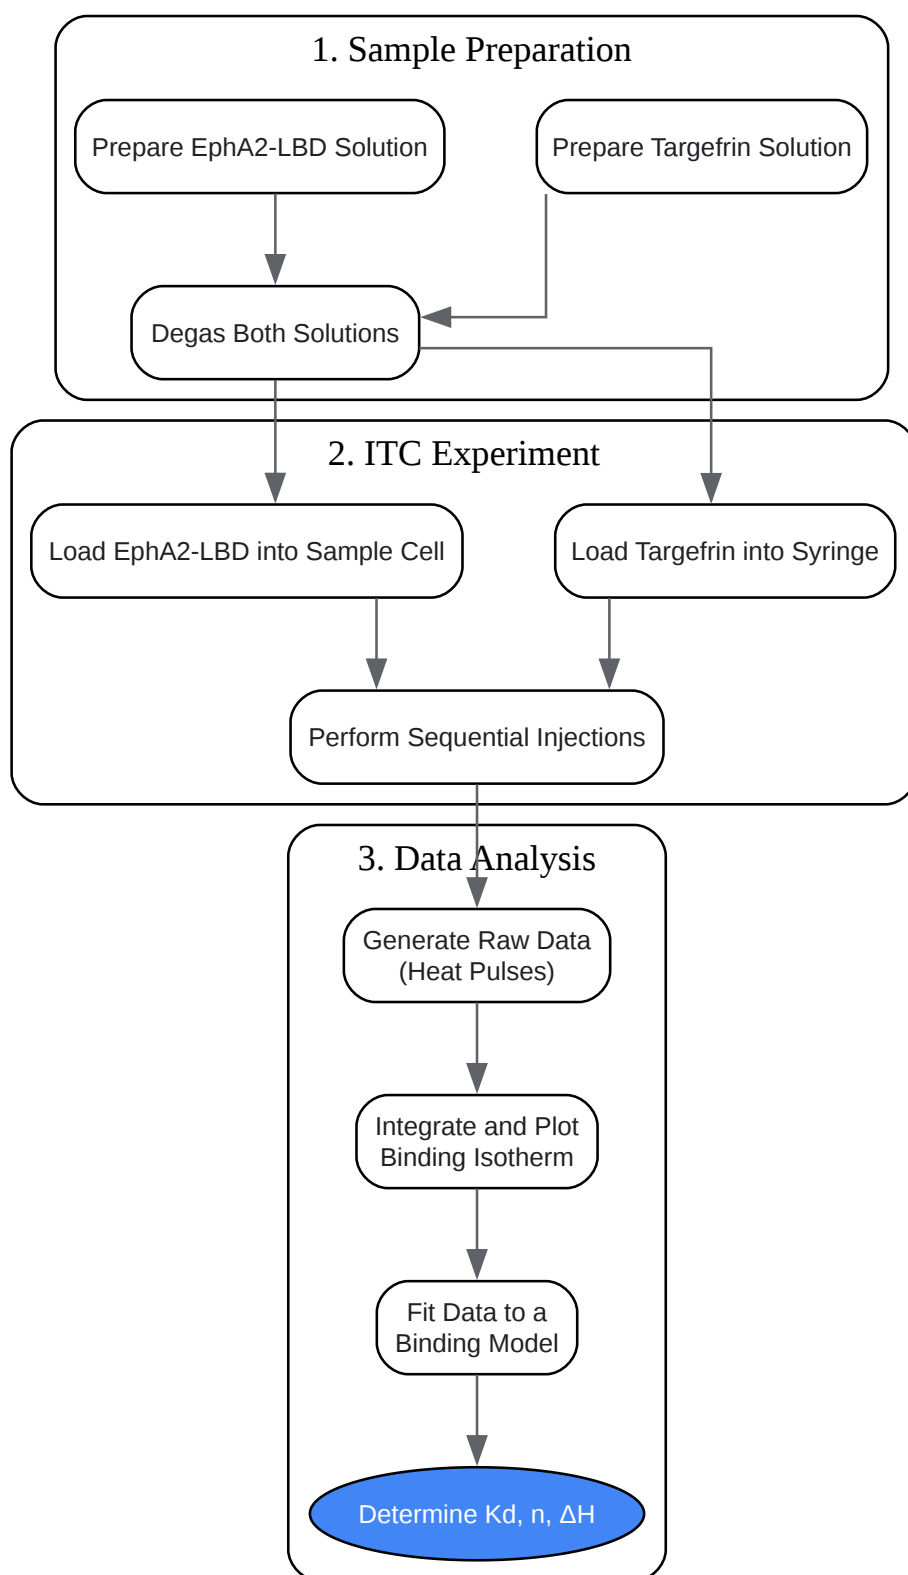 1. Sample Preparation
Prepare EphA2-LBD Solution
Prepare Targefrin Solution
Degas Both Solutions
2. ITC Experiment
Load EphA2-LBD into Sample Cell
Load Targefrin into Syringe
Perform Sequential Injections
3. Data Analysis
Generate Raw Data
(Heat Pulses)
Integrate and Plot
Binding Isotherm
Fit Data to a
Binding Model
Determine Kd, n, ΔH